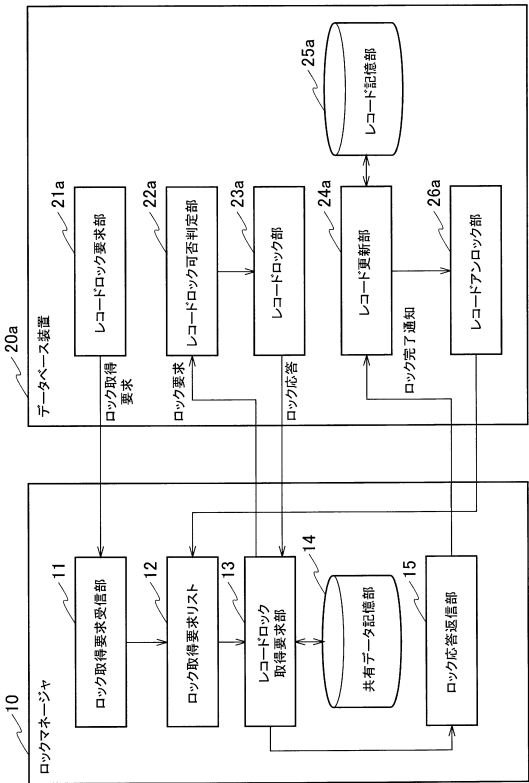 10
ロックマネージャ
11
ロック取得要求受信部
12
ロック取得要求リスト
13
レコードロック
取得要求部
14
共有データ記憶部
15
ロック応答返信部
20a
データベース装置
ロック取得
要求
ロック要求
ロック応答
ロック完了通知
21a
レコードロック要求部
22a
レコードロック可否判定部
23a
レコードロック部
24a
レコード更新部
25a
レコード記憶部
26a
レコードアンロック部